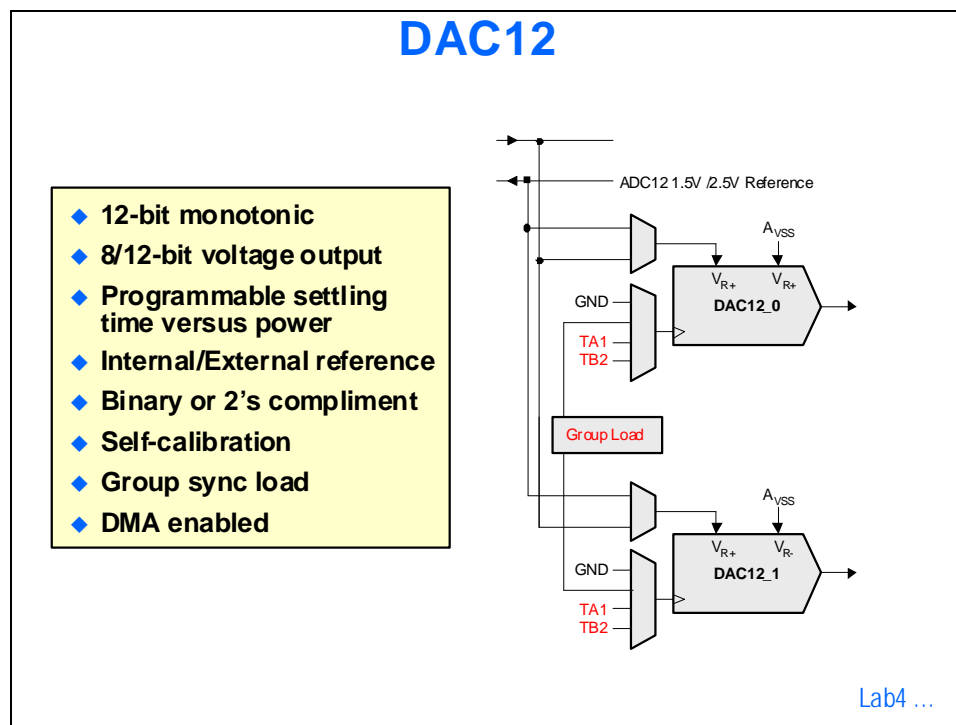 DAC12
12-bit monotonic
8/12-bit voltage output
Programmable settling
time versus power
Internal/External reference
Binary or 2's compliment
Self-calibration
Group sync load
DMA enabled
ADC12 1.5V /2.5V Reference
AVSS
VR+ VR+
DAC12_0
GND
TA1
TB2
Group Load
AVSS
VR+ VR-
DAC12_1
GND
TA1
TB2
Lab4 ...